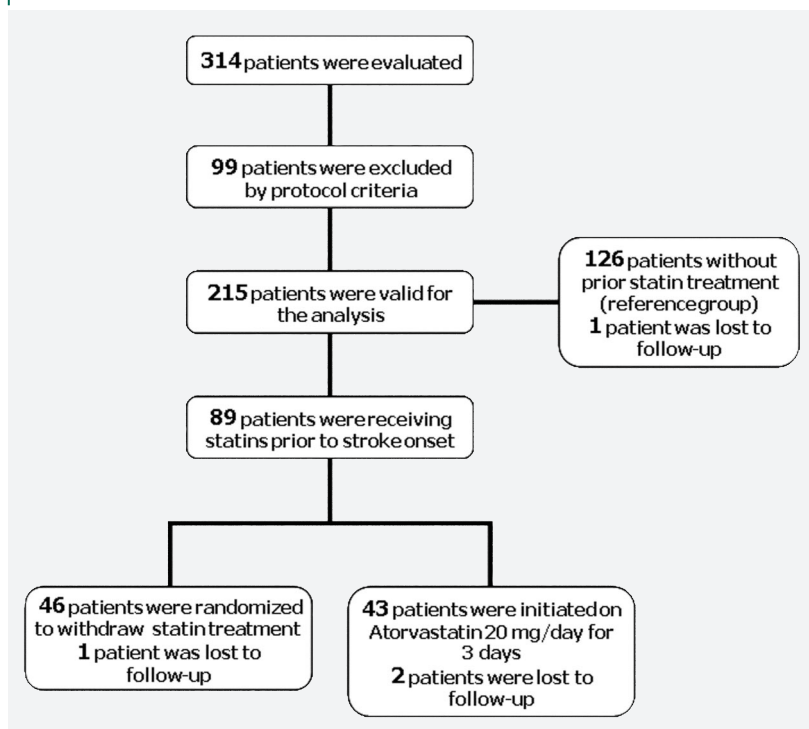 314 patients were evaluated
99 patients were excluded
by protocol criteria
215 patients were valid for
the analysis
126 patients without
prior statin treatment
(reference group)
1 patient was lost to
follow-up
89 patients were receiving
statins prior to stroke onset
46 patients were randomized
to withdraw statin treatment
1 patient was lost to
follow-up
43 patients were initiated on
Atorvastatin 20 mg/day for
3 days
2 patients were lost to
follow-up